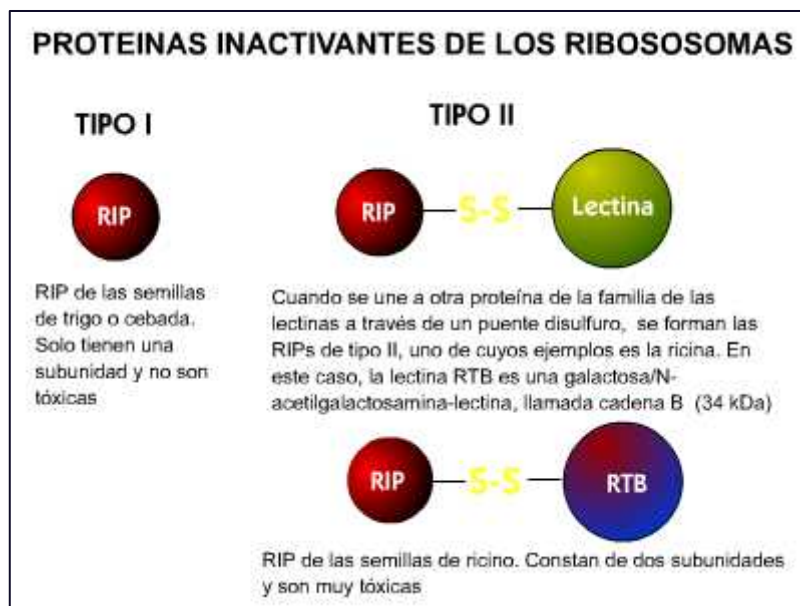 PROTEINAS INACTIVANTES DE LOS RIBOSOSOMAS
TIPO I
TIPO II
RIP
RIP
S-S
Lectina
RIP de las semillas
de trigo o cebada.
Solo tienen una
subunidad y no son
tóxicas
Cuando se une a otra proteína de la familia de las
lectinas a través de un puente disulfuro, se forman las
RIPs de tipo II, uno de cuyos ejemplos es la ricina. En
este caso, la lectina RTB es una galactosa/N-
acetilgalactosamina-lectina, llamada cadena B (34 kDa)
RIP
S-S
RTB
RIP de las semillas de ricino. Constan de dos subunidades
y son muy tóxicas